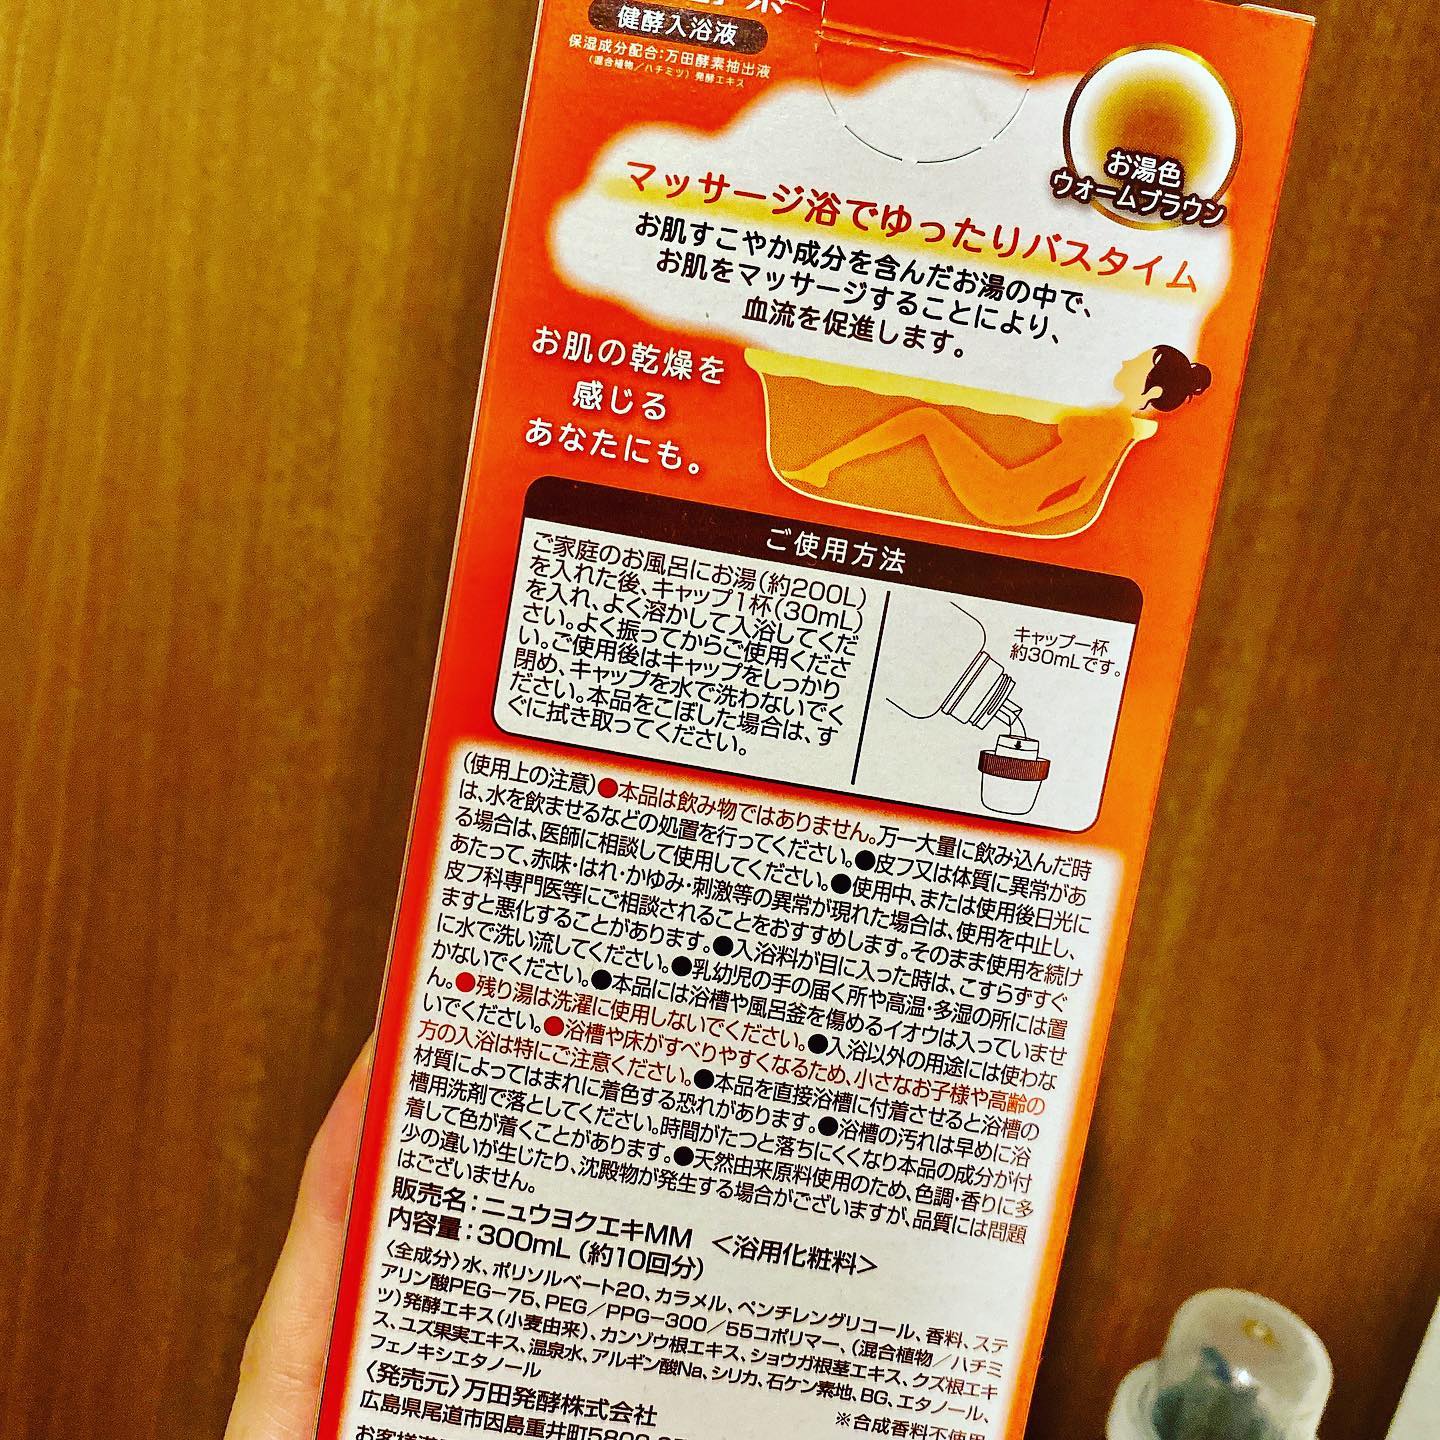 健酵入浴液
保湿成分配合:万田酵素抽出液
(混合植物/ハチミツ)発酵エキス
お湯色
ウォームブラウン
マッサージ浴でゆったりバスタイム
お肌すこやか成分を含んだお湯の中で、
お肌をマッサージすることにより、
血流を促進します。
お肌の乾燥を
感じる
あなたにも。
ご使用方法
ご家庭のお風呂にお湯(約200L)
を入れた後、キャップ1杯(30mL)
を入れ、よく溶かして入浴してくだ
さい。よく振ってからご使用くださ
い。ご使用後はキャップをしっかり
閉め、キャップを水で洗わないでく
ださい。本品をこぼした場合は、す
ぐに拭き取ってください。
キャップ一杯
約30mLです。
(使用上の注意)●本品は飲み物ではありません。万一大量に飲み込んだ時
は、水を飲ませるなどの処置を行ってください。●皮フ又は体質に異常があ
る場合は、医師に相談して使用してください。●使用中、または使用後日光に
あたって、赤味・はれ・かゆみ・刺激等の異常が現れた場合は、使用を中止し、
皮フ科専門医等にご相談されることをおすすめします。そのまま使用を続け
ますと悪化することがあります。●入浴料が目に入った時は、こすらずすぐ
に水で洗い流してください。●乳幼児の手の届く所や高温・多湿の所には置
かないでください。●本品には浴槽や風呂釜を傷めるイオウは入っていませ
ん。●残り湯は洗濯に使用しないでください。●入浴以外の用途には使わな
いでください。●浴槽や床がすべりやすくなるため、小さなお子様や高齢の
方の入浴は特にご注意ください。●本品を直接浴槽に付着させると浴槽の
材質によってはまれに着色する恐れがあります。●浴槽の汚れは早めに浴
槽用洗剤で落としてください。時間がたつと落ちにくくなり本品の成分が付
着して色が着くことがあります。●天然由来原料使用のため、色調・香りに多
少の違いが生じたり、沈殿物が発生する場合がございますが、品質には問題
はございません。
販売名:ニュウヨクエキMM <浴用化粧料>
内容量:300mL(約10回分)
〈全成分〉水、ポリソルベート20、カラメル、ペンチレングリコール、香料、ステ
アリン酸PEG-75、PEG/PPG-300/55コポリマー、(混合植物/ハチミ
ツ)発酵エキス(小麦由来)、カンゾウ根エキス、ショウガ根茎エキス、クズ根エキ
ス、ユズ果実エキス、温泉水、アルギン酸Na、シリカ、石ケン素地、BG、エタノール、
フェノキシエタノール
※合成香料不使用
〈発売元〉万田発酵株式会社
広島県尾道市因島重井町5800
お客様